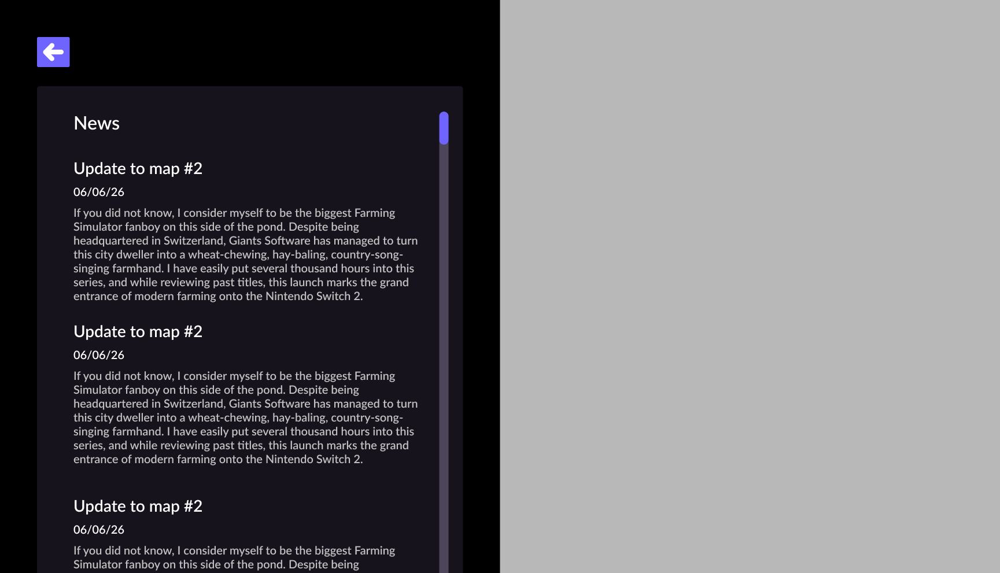 News
Update to map #2
06/06/26
If you did not know, I consider myself to be the biggest Farming
Simulator fanboy on this side of the pond. Despite being
headquartered in Switzerland, Giants Software has managed to turn
this city dweller into a wheat-chewing, hay-baling, country-song-
singing farmhand. I have easily put several thousand hours into this
series, and while reviewing past titles, this launch marks the grand
entrance of modern farming onto the Nintendo Switch 2.
Update to map #2
06/06/26
If you did not know, I consider myself to be the biggest Farming
Simulator fanboy on this side of the pond. Despite being
headquartered in Switzerland, Giants Software has managed to turn
this city dweller into a wheat-chewing, hay-baling, country-song-
singing farmhand. I have easily put several thousand hours into this
series, and while reviewing past titles, this launch marks the grand
entrance of modern farming onto the Nintendo Switch 2.
Update to map #2
06/06/26
If you did not know, I consider myself to be the biggest Farming
Simulator fanboy on this side of the pond. Despite being